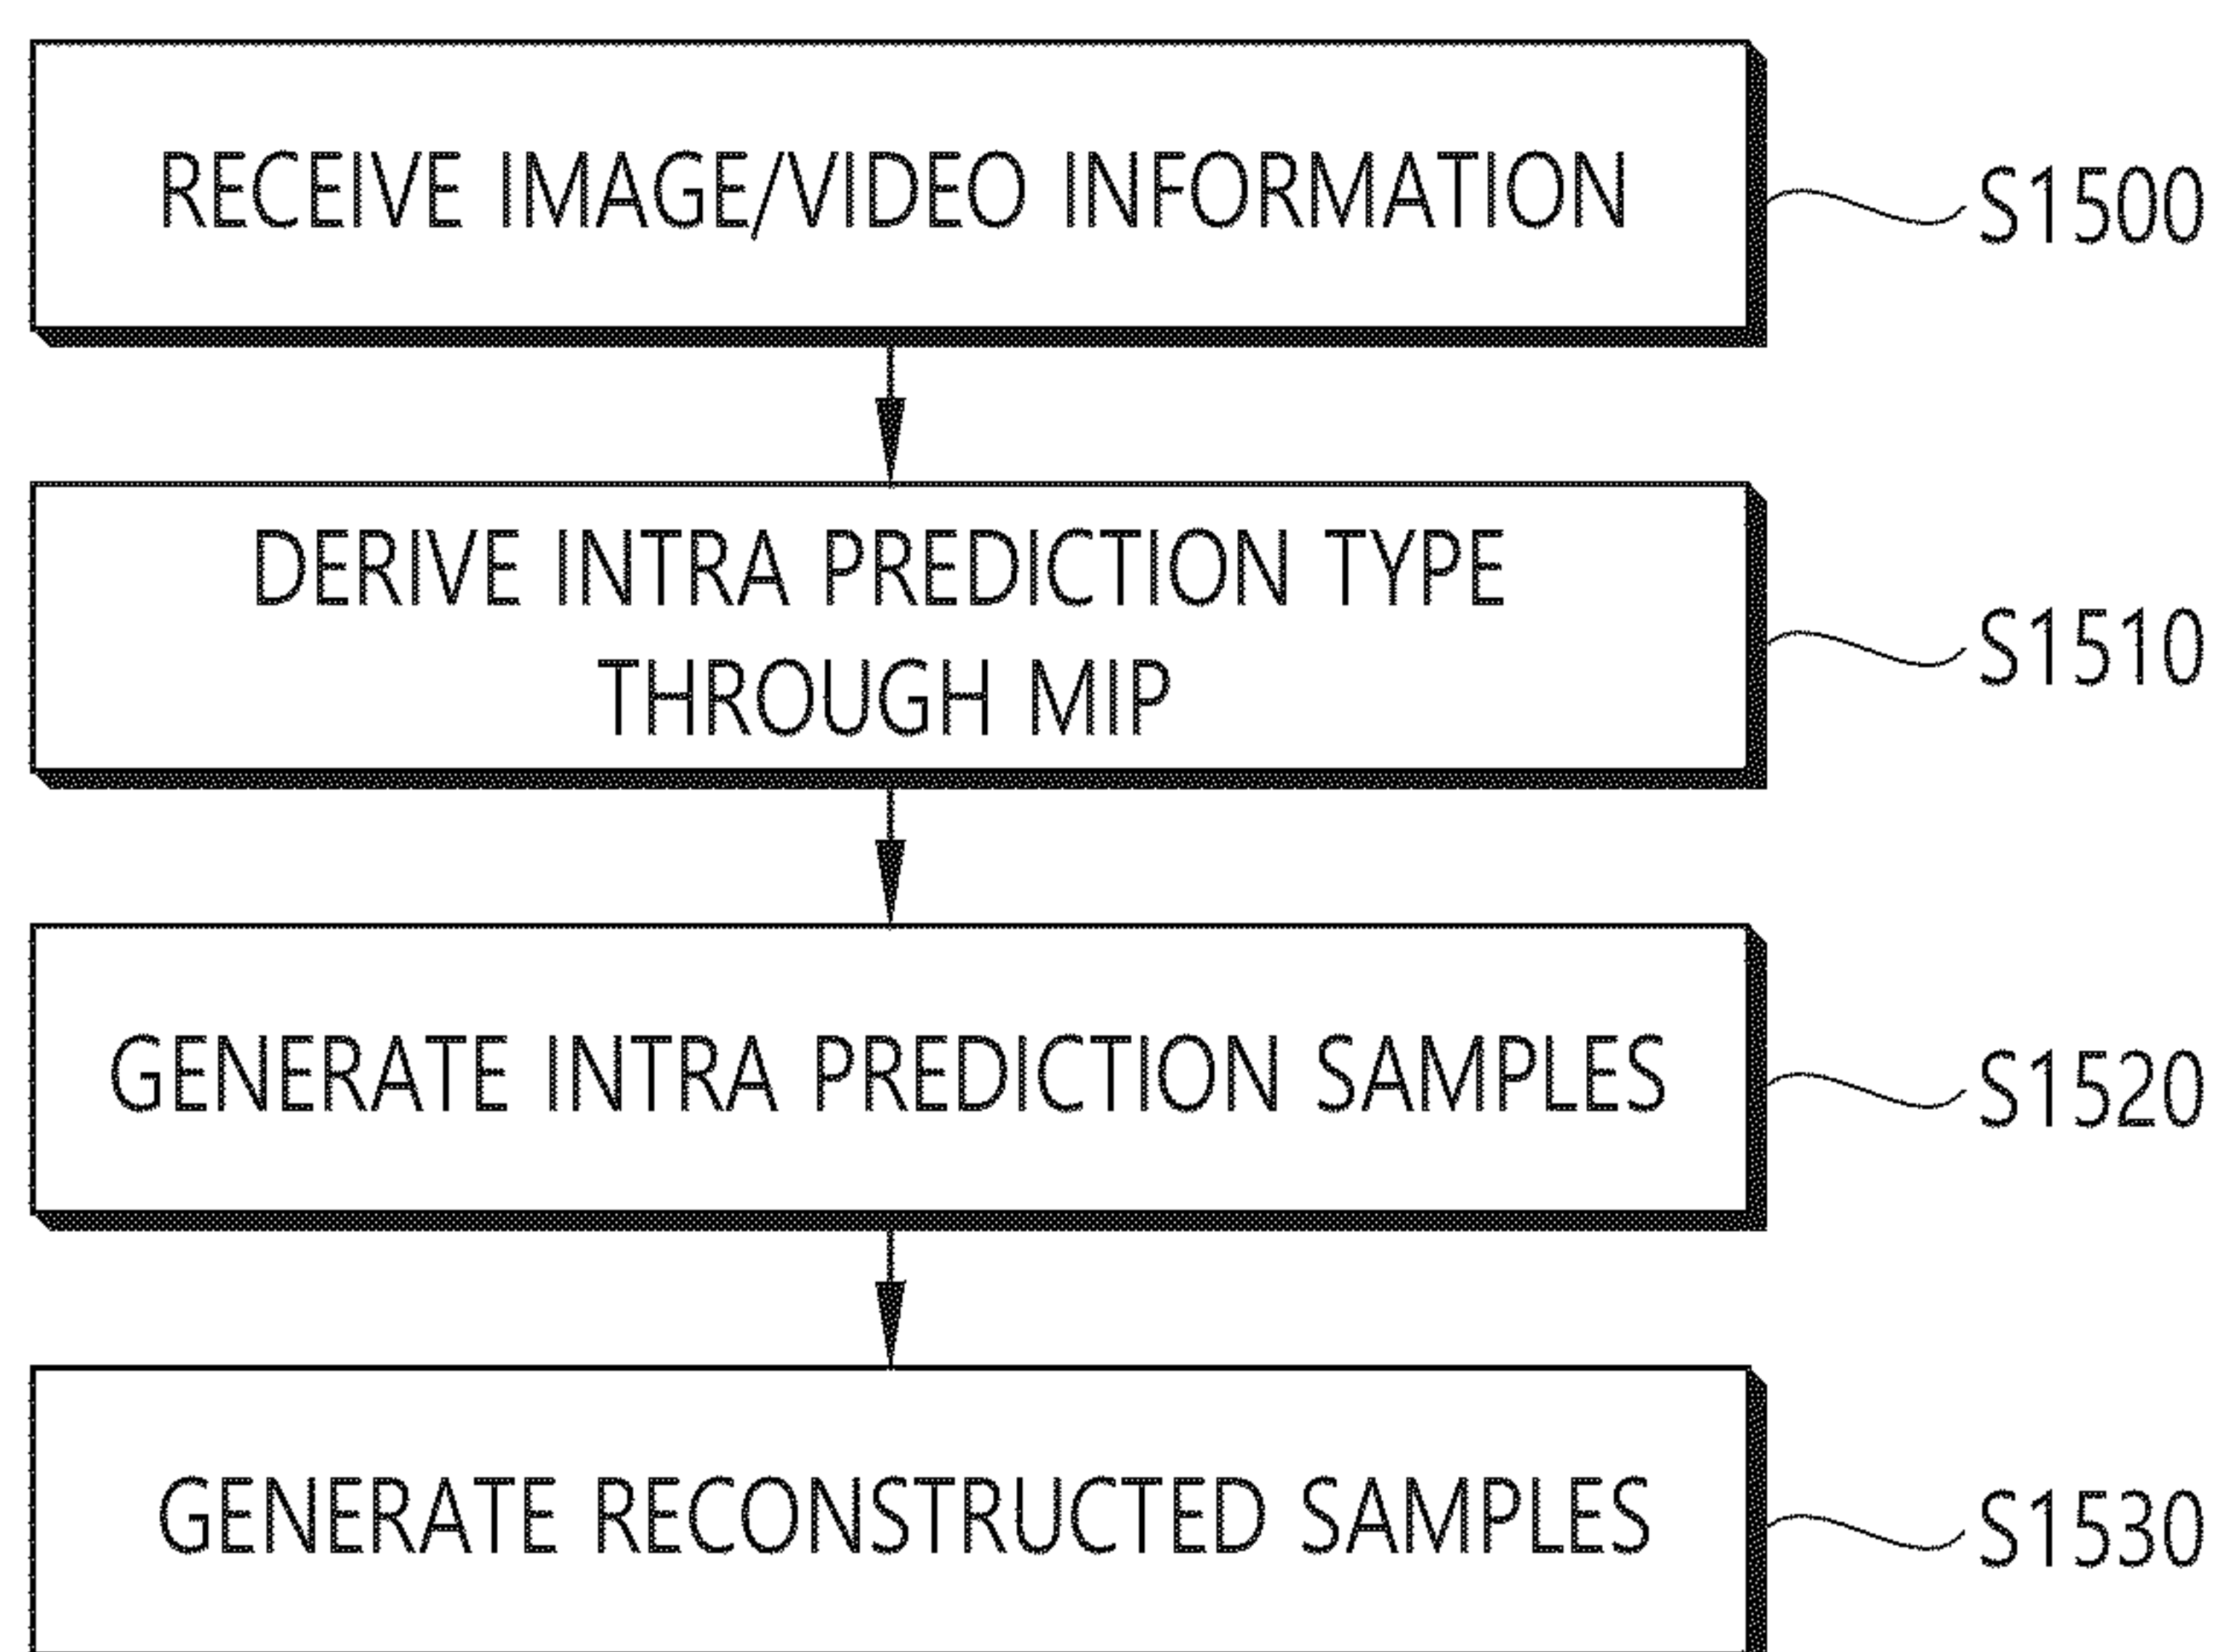 RECEIVE IMAGE/VIDEO INFORMATION
S1500
DERIVE INTRA PREDICTION TYPE
THROUGH MIP
S1510
GENERATE INTRA PREDICTION SAMPLES
S1520
GENERATE RECONSTRUCTED SAMPLES
S1530